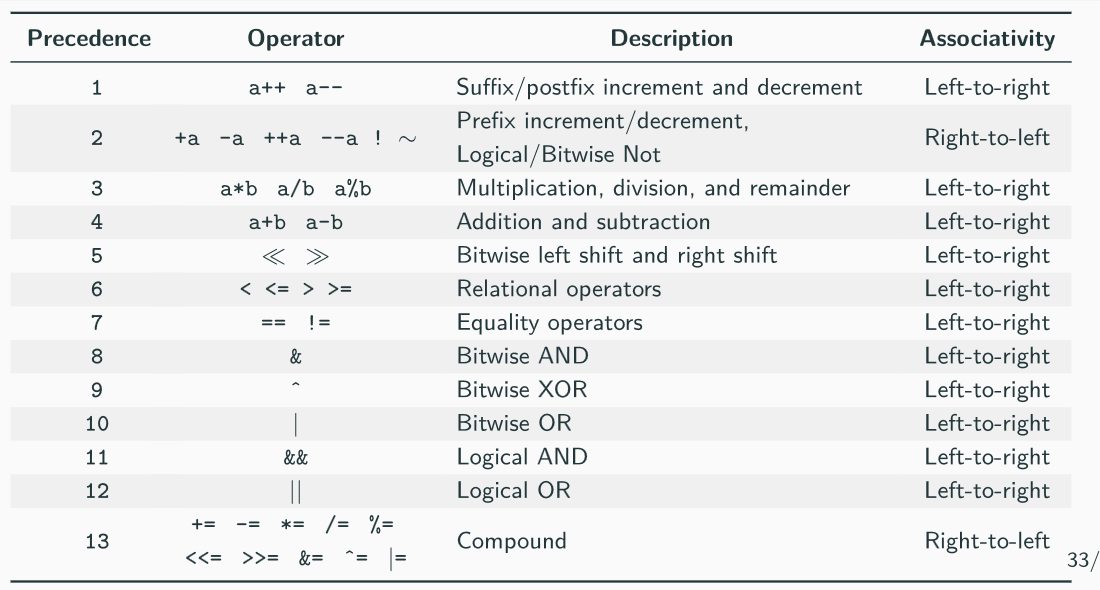 Precedence Operator Description Associativity
1 a++ a-- Suffix/postfix increment and decrement Left-to-right
2 +a -a ++a --a ! ~ Prefix increment/decrement, Right-to-left
Logical/Bitwise Not
3 a*b a/b a%b Multiplication, division, and remainder Left-to-right
4 a+b a-b Addition and subtraction Left-to-right
5 ≪ ≫ Bitwise left shift and right shift Left-to-right
6 < <= > >= Relational operators Left-to-right
7 == != Equality operators Left-to-right
8 & Bitwise AND Left-to-right
9 ^ Bitwise XOR Left-to-right
10 | Bitwise OR Left-to-right
11 && Logical AND Left-to-right
12 || Logical OR Left-to-right
13 += -= *= /= %= Compound Right-to-left
<<= >>= &= ^= |=
33/